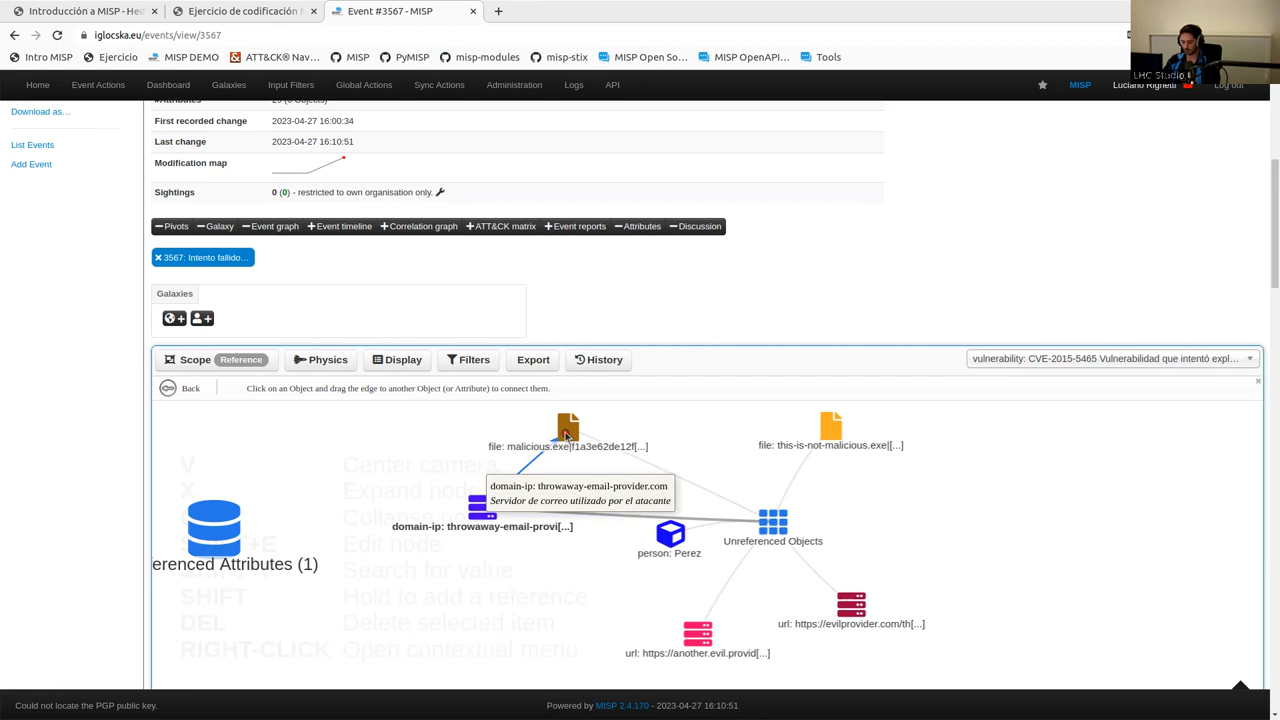 Introducción a MISP - Hed
Ejercicio de codificación M
Event #3567 - MISP
iglocska.eu/events/view/3567
Intro MISP
Ejercicio
MISP DEMO
ATT&CK® Nav…
MISP
PyMISP
misp-modules
misp-stix
MISP Open So…
MISP OpenAPI…
Tools
LHC Studio
Home
Event Actions
Dashboard
Galaxies
Input Filters
Global Actions
Sync Actions
Administration
Logs
API
MISP
Luciano Righetti
Log out
Download as…
List Events
Add Event
#Attributes
First recorded change 2023-04-27 16:00:34
Last change 2023-04-27 16:10:51
Modification map
Sightings 0 (0) - restricted to own organisation only.
Pivots Galaxy Event graph Event timeline Correlation graph ATT&CK matrix Event reports Attributes Discussion
3567: Intento fallido...
Galaxies
Scope Reference Physics Display Filters Export History
vulnerability: CVE-2015-5465 Vulnerabilidad que intentó expl…
Back
Click on an Object and drag the edge to another Object (or Attribute) to connect them.
file: malicious.exe|f1a3e62de12f[...]
file: this-is-not-malicious.exe|[...]
V Center camera
X Expand node
Collapse node
Edit node
Search for value
SHIFT Hold to add a reference
DEL Delete selected item
RIGHT-CLICK Open contextual menu
domain-ip: throwaway-email-provider.com
Servidor de correo utilizado por el atacante
domain-ip: throwaway-email-provi[...]
person: Perez
Unreferenced Objects
erenced Attributes (1)
url: https://evilprovider.com/th[...]
url: https://another.evil.provid[...]
Could not locate the PGP public key.
Powered by MISP 2.4.170 - 2023-04-27 16:10:51